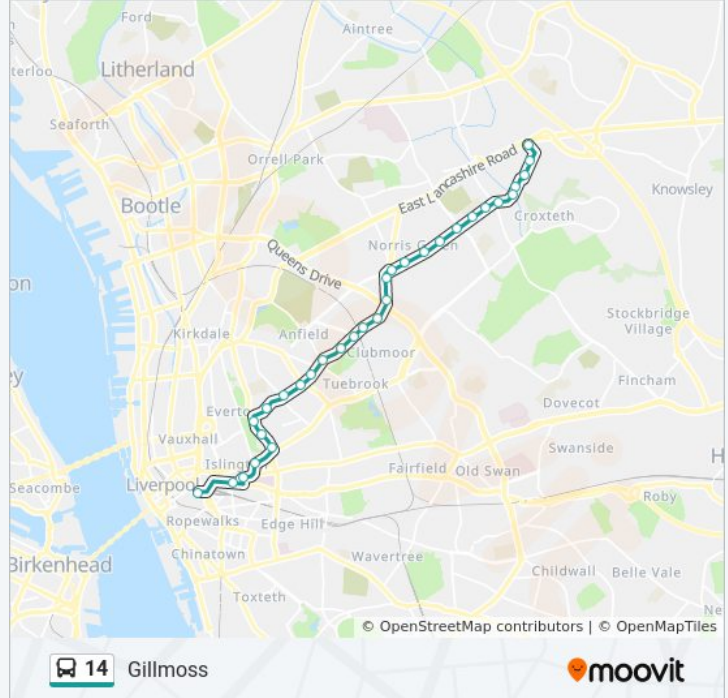 Ford
Aintree
terloo
Litherland
Seaforth
Orrell Park
East Lancashire Road
Knowsley
Bootle
Croxteth
Norris Green
Queens Drive
Stockbridge
Village
Kirkdale
Anfield
Clubmoor
Fincham
Tuebrook
Dovecot
Everton
Vauxhall
Swanside
Islington
Fairfield
Old Swan
Liverpool
Seacombe
Roby
Ropewalks
Edge Hill
Chinatown
Wavertree
Birkenhead
Childwall
Belle Vale
Toxteth
© OpenStreetMap contributors | © OpenMapTiles
14 Gillmoss
moovit